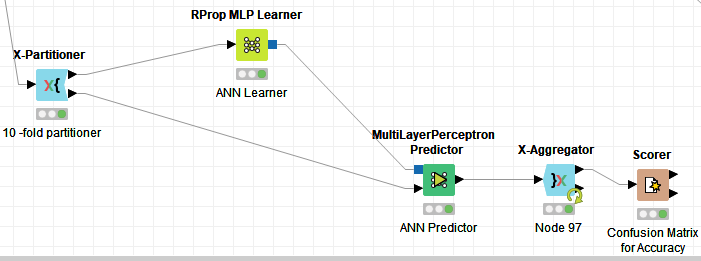 RProp MLP Learner
X-Partitioner
X{
ANN Learner
10 -fold partitioner
MultiLayerPerceptron
Predictor
X-Aggregator
Scorer
}X
ANN Predictor
Node 97
Confusion Matrix
for Accuracy